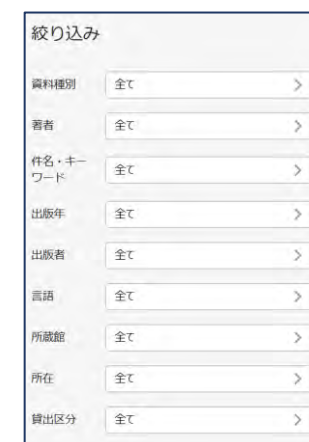 絞り込み
資料種別 全て
著者 全て
件名・キー
ワード 全て
出版年 全て
出版者 全て
言語 全て
所蔵館 全て
所在 全て
貸出区分 全て